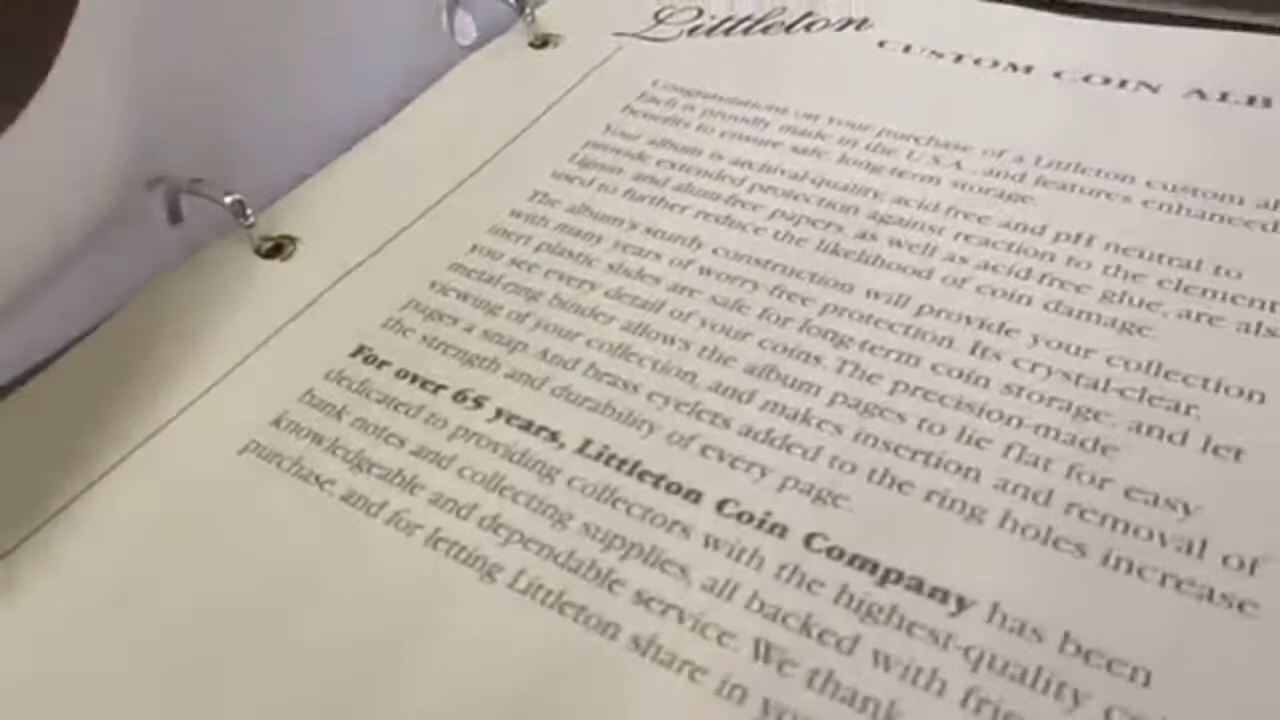 Littleton
CUSTOM COIN ALB
Congratulations on your purchase of a Littleton custom al
Each is proudly made in the U.S.A., and features enhanced
benefits to ensure safe, long-term storage.
Your album is archival-quality, acid-free and pH neutral to
provide extended protection against reaction to the element
Lignin and alum-free papers, as well as acid-free glue, are als
used to further reduce the likelihood of coin damage.
The album's sturdy construction will provide your collection
with many years of worry-free protection. Its crystal-clear,
inert plastic slides are safe for long-term coin storage, and let
you see every detail of your coins. The precision-made
metal-ring binder allows the album pages to lie flat for easy
viewing of your collection, and makes insertion and removal of
pages a snap. And brass eyelets added to the ring holes increase
the strength and durability of every page.
For over 65 years, Littleton Coin Company has been
dedicated to providing collectors with the highest-quality co
bank notes and collecting supplies, all backed with frie
knowledgeable and dependable service. We thank
purchase, and for letting Littleton share in yo